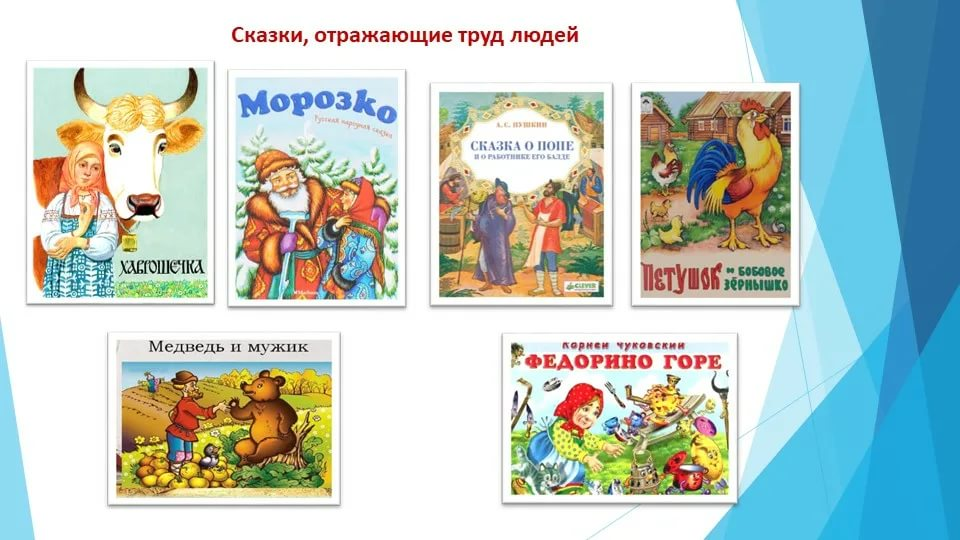 Сказки, отражающие труд людей
ХАВРОШЕЧКА
Морозко
Русская народная сказка
А. С. ПУШКИН
СКАЗКА О ПОПЕ
И О РАБОТНИКЕ ЕГО БАЛДЕ
CLEVER
ПЕТУШОК и БОБОВОЕ
ЗЁРНЫШКО
Медведь и мужик
Корней Чуковский
ФЕДОРИНО ГОРЕ